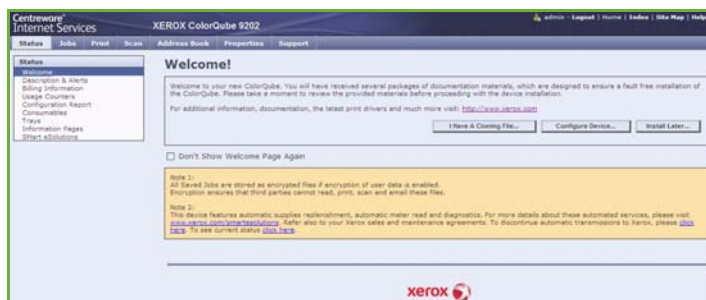 Centreware®
Internet Services
XEROX ColorQube 9202
admin - Logout | Home | Index | Site Map | Help
Status Jobs Print Scan Address Book Properties Support
Status
Welcome
Description & Alerts
Billing Information
Usage Counters
Configuration Report
Consumables
Trays
Information Pages
SMart eSolutions
Welcome!
Welcome to your new ColorQube. You will have received several packages of documentation materials, which are designed to ensure a fault free installation of
the ColorQube. Please take a moment to review the provided materials before proceeding with the device installation.
For additional information, documentation, the latest print drivers and much more visit: http://www.xerox.com
I Have A Cloning File... Configure Device... Install Later...
Don't Show Welcome Page Again
Note 1:
All Saved Jobs are stored as encrypted files if encryption of user data is enabled.
Encryption ensures that third parties cannot read, print, scan and email these files.
Note 2:
This device features automatic supplies replenishment, automatic meter read and diagnostics. For more details about these automated services, please visit
www.xerox.com/smartesolutions. Refer also to your Xerox sales and maintenance agreements. To discontinue automatic transmissions to Xerox, please click
here. To see current status click here.
xerox